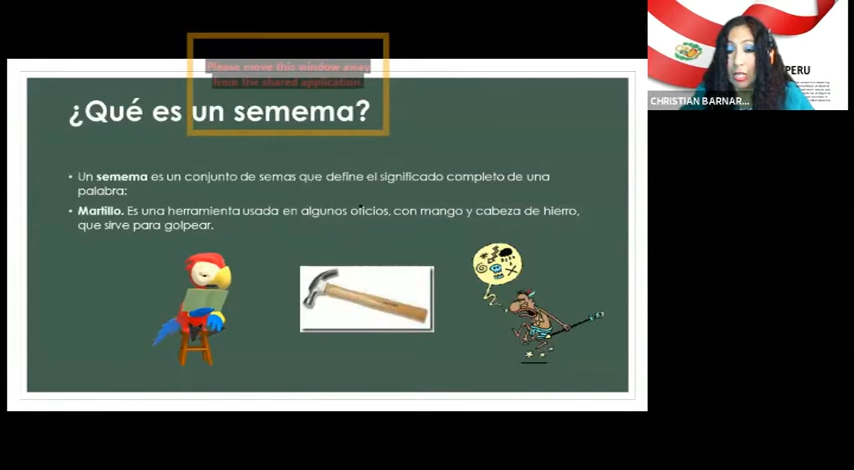 Please move this window away
from the shared application
¿Qué es un semema?
• Un semema es un conjunto de semas que define el significado completo de una
palabra:
• Martillo. Es una herramienta usada en algunos oficios, con mango y cabeza de hierro,
que sirve para golpear.
PERU
CHRISTIAN BARNAR...